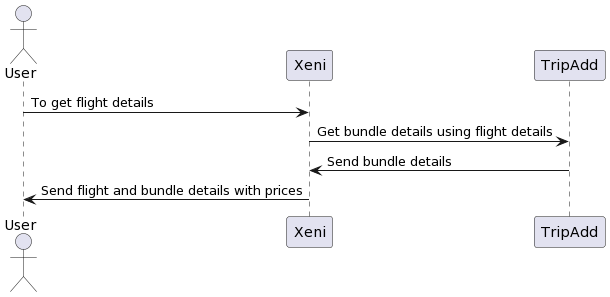 User
Xeni
TripAdd
To get flight details
Get bundle details using flight details
Send bundle details
Send flight and bundle details with prices
User
Xeni
TripAdd